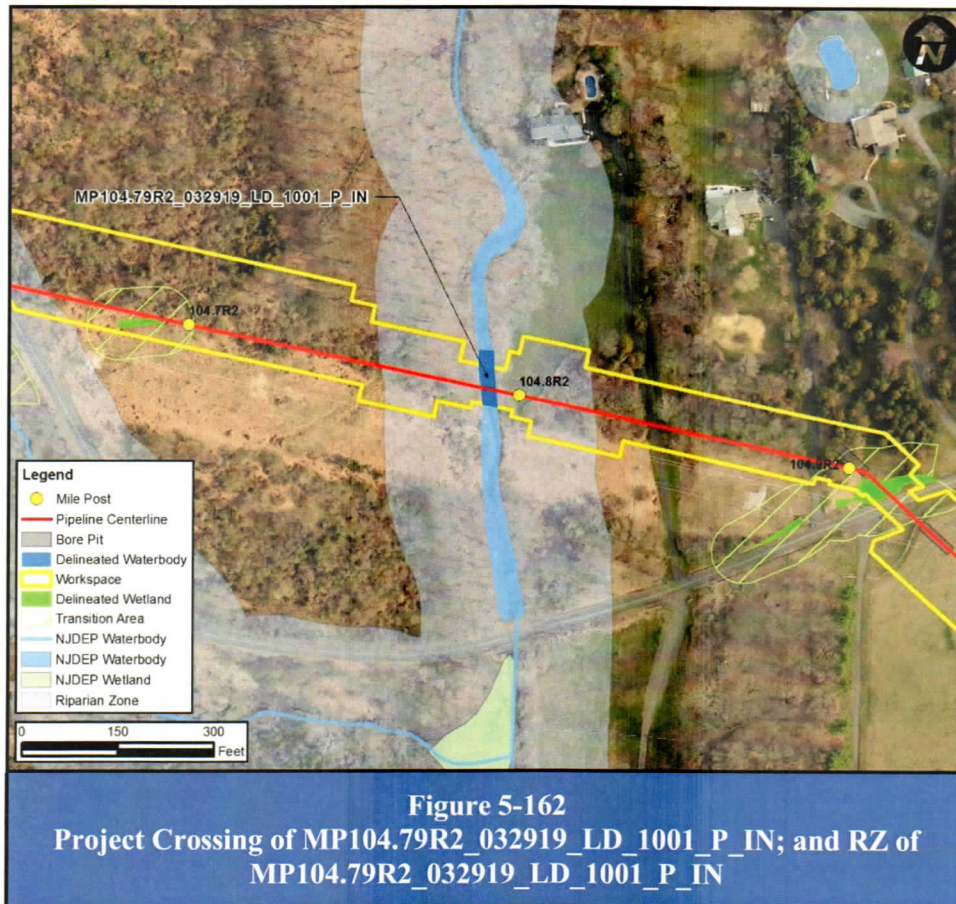 N
MP104.79R2_032919_LD_1001_P_IN
104.7R2
104.8R2
104.9R2
Legend
Mile Post
Pipeline Centerline
Bore Pit
Delineated Waterbody
Workspace
Delineated Wetland
Transition Area
NJDEP Waterbody
NJDEP Waterbody
NJDEP Wetland
Riparian Zone
0 150 300
Feet
Figure 5-162
Project Crossing of MP104.79R2_032919_LD_1001_P_IN; and RZ of
MP104.79R2_032919_LD_1001_P_IN